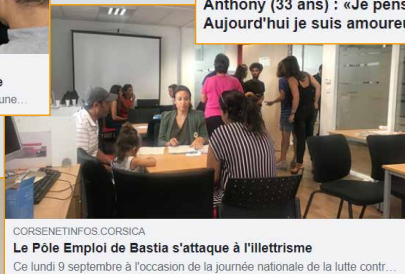 Anthony (33 ans) : «Je pens
Aujourd'hui je suis amoureu
e
une...
CORSENETINFOS.CORSICA
Le Pôle Emploi de Bastia s'attaque à l'illettrisme
Ce lundi 9 septembre à l'occasion de la journée nationale de la lutte contr...